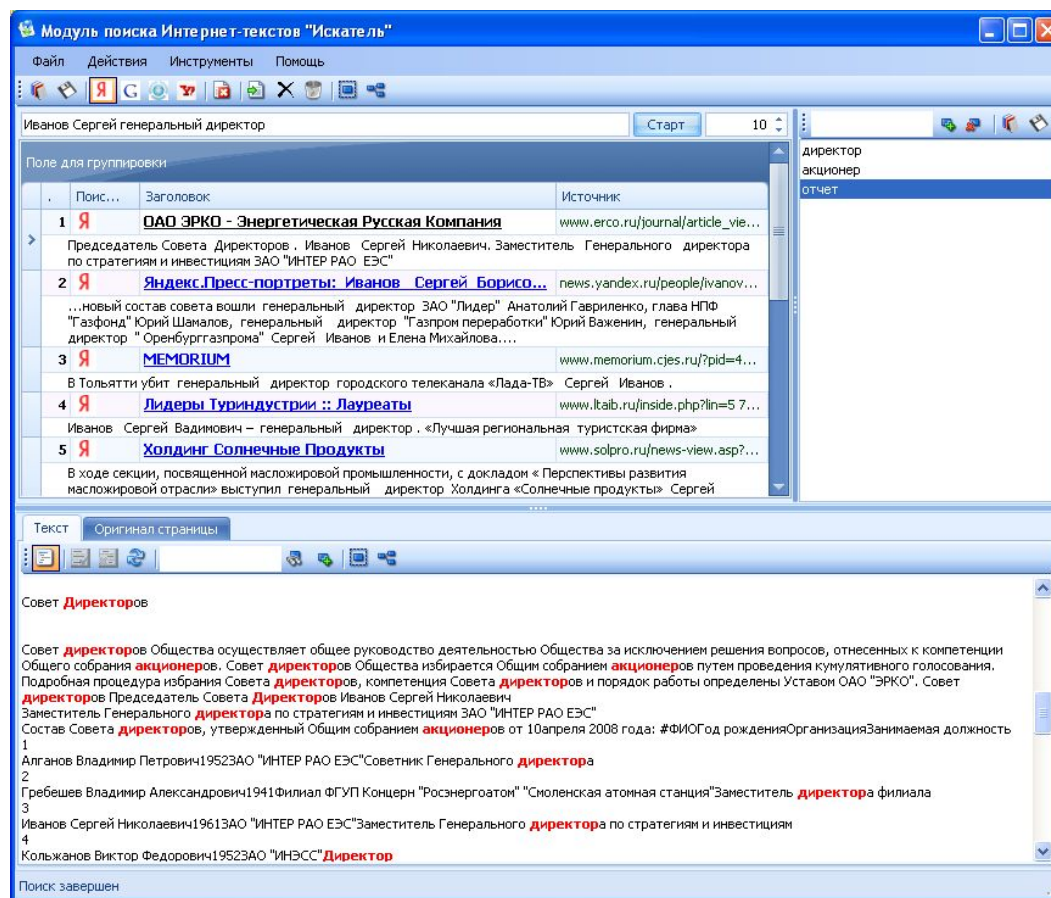 Модуль поиска Интернет-текстов "Искатель"
Файл Действия Инструменты Помощь
Я G
Иванов Сергей генеральный директор Старт 10
Поле для группировки
. Поис... Заголовок Источник
1 Я ОАО ЭРКО - Энергетическая Русская Компания www.erco.ru/journal/article_vie...
Председатель Совета Директоров . Иванов Сергей Николаевич. Заместитель Генерального директора
по стратегиям и инвестициям ЗАО "ИНТЕР РАО ЕЭС"
2 Я Яндекс.Пресс-портреты: Иванов Сергей Борисо... news.yandex.ru/people/ivanov...
...новый состав совета вошли генеральный директор ЗАО "Лидер" Анатолий Гавриленко, глава НПФ
"Газфонд" Юрий Шамалов, генеральный директор "Газпром переработки" Юрий Важенин, генеральный
директор " Оренбурггазпрома" Сергей Иванов и Елена Михайлова....
3 Я MEMORIUM www.memorium.cjes.ru/?pid=4...
В Тольятти убит генеральный директор городского телеканала «Лада-ТВ» Сергей Иванов .
4 Я Лидеры Туриндустрии :: Лауреаты www.ltaib.ru/inside.php?lin=5 7...
Иванов Сергей Вадимович – генеральный директор . «Лучшая региональная туристская фирма»
5 Я Холдинг Солнечные Продукты www.solpro.ru/news-view.asp?...
В ходе секции, посвященной масложировой промышленности, с докладом « Перспективы развития
масложировой отрасли» выступил генеральный директор Холдинга «Солнечные продукты» Сергей
директор
акционер
отчет
Текст Оригинал страницы
Совет Директоров
Совет директоров Общества осуществляет общее руководство деятельностью Общества за исключением решения вопросов, отнесенных к компетенции
Общего собрания акционеров. Совет директоров Общества избирается Общим собранием акционеров путем проведения кумулятивного голосования.
Подробная процедура избрания Совета директоров, компетенция Совета директоров и порядок работы определены Уставом ОАО "ЭРКО". Совет
директоров Председатель Совета Директоров Иванов Сергей Николаевич
Заместитель Генерального директора по стратегиям и инвестициям ЗАО "ИНТЕР РАО ЕЭС"
Состав Совета директоров, утвержденный Общим собранием акционеров от 10апреля 2008 года: #ФИОГод рожденияОрганизацияЗанимаемая должность
1
Алганов Владимир Петрович1952ЗАО "ИНТЕР РАО ЕЭС"Советник Генерального директора
2
Гребешев Владимир Александрович1941Филиал ФГУП Концерн "Росэнергоатом" "Смоленская атомная станция"Заместитель директора филиала
3
Иванов Сергей Николаевич1961ЗАО "ИНТЕР РАО ЕЭС"Заместитель Генерального директора по стратегиям и инвестициям
4
Кольжанов Виктор Федорович1952ЗАО "ИНЭСС"Директор
Поиск завершен